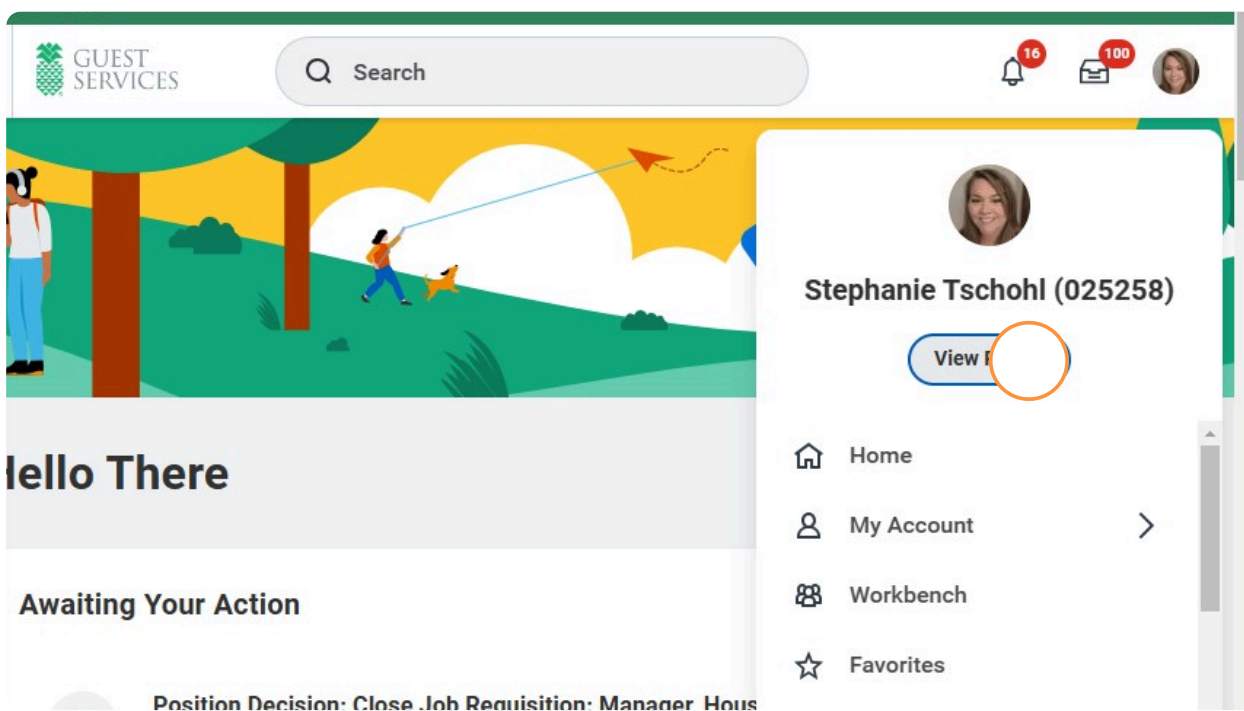 GUEST
SERVICES
Search
16
100
Stephanie Tschohl (025258)
View
Hello There
Home
My Account
Awaiting Your Action
Workbench
Favorites
Position Decision: Close Job Requisition: Manager, Hous